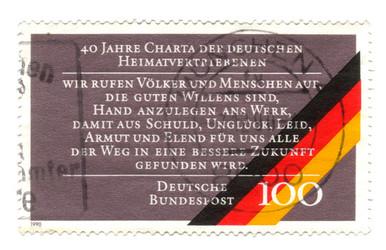 40 JAHRE CHARTA DER DEUTSCHEN
HEIMATVERTRIEBENEN
WIR RUFEN VÖLKER UND MENSCHEN AUF,
DIE GUTEN WILLENS SIND,
HAND ANZULEGEN ANS WERK,
DAMIT AUS SCHULD, UNGLÜCK, LEID,
ARMUT UND ELEND FÜR UNS ALLE
DER WEG IN EINE BESSERE ZUKUNFT
GEFUNDEN WIRD.
DEUTSCHE
BUNDESPOST
100
1990